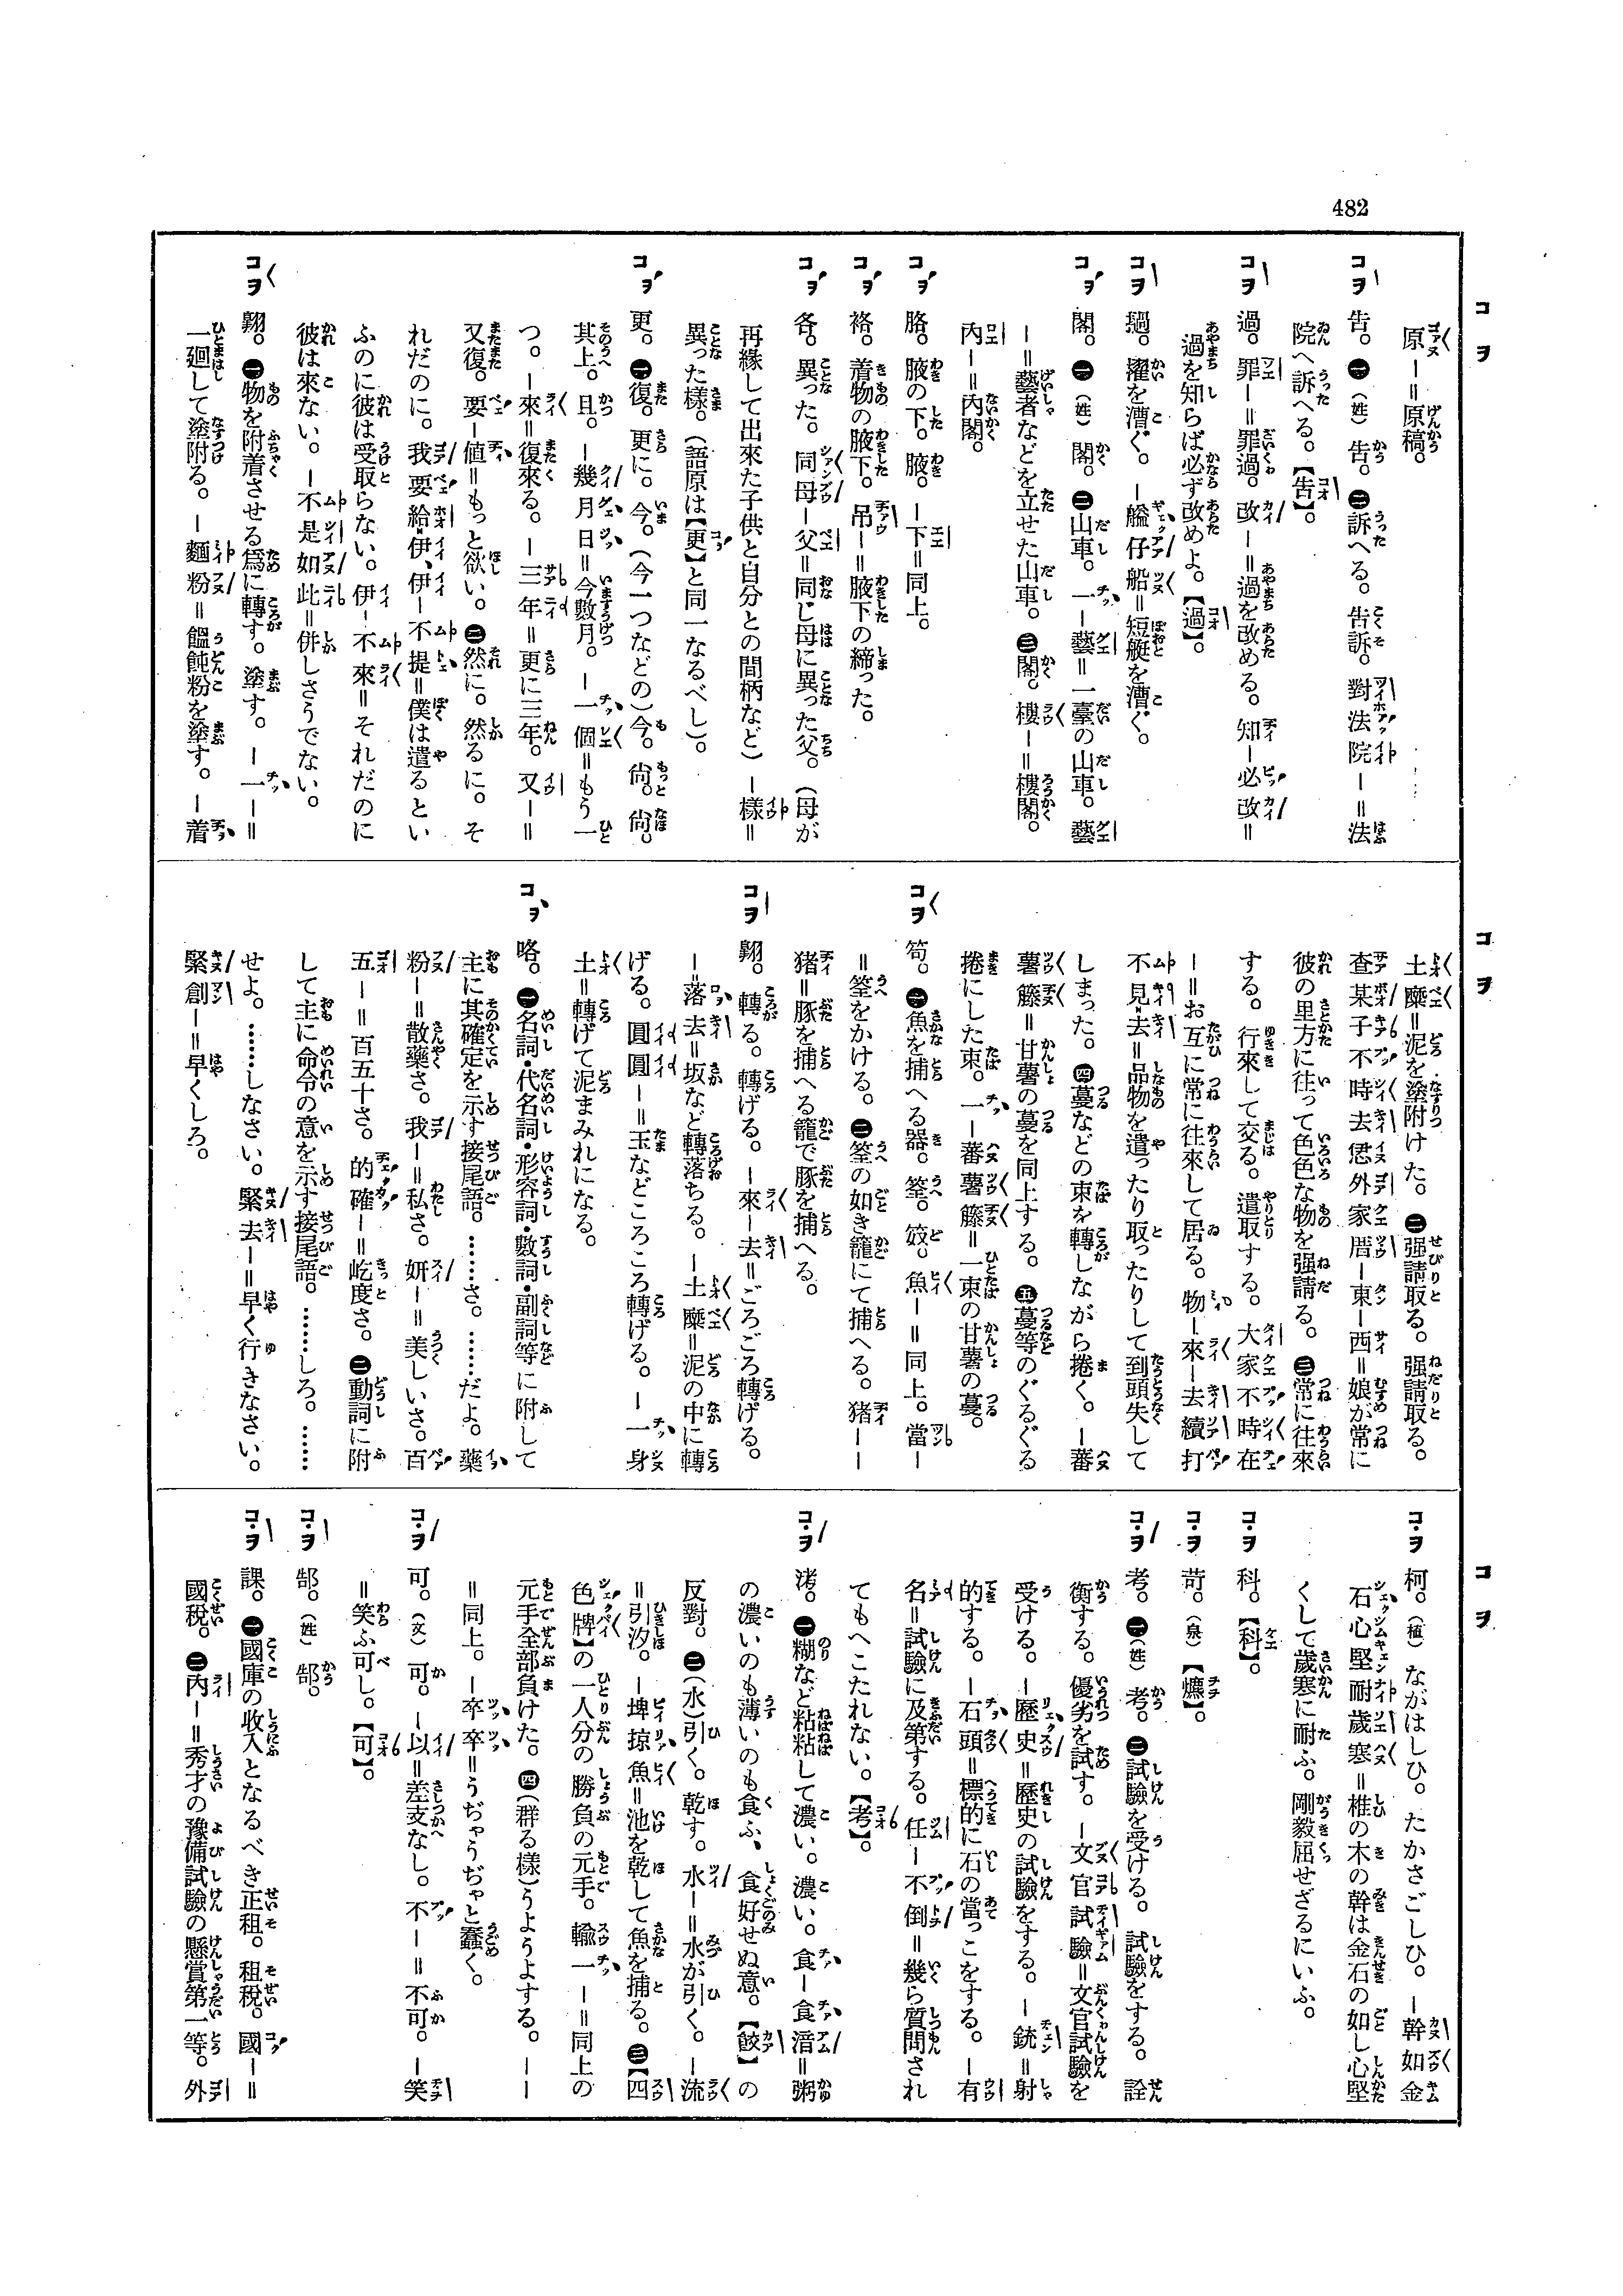 482
コヲ
原ー＝原稿。
コヲ 告。㊀（姓）告。㊁訴へる。告訴。對法院ー＝法
院へ訴へる。【告】。
コヲ 過。罪ー＝罪過。改ー＝過を改める。知ー必改＝
過を知らば必ず改めよ。【過】。
コヲ 撾。擢を漕ぐ。ー艋仔船＝短艇を漕ぐ。
コヲ 閣。㊀（姓）閣。㊁山車。一ー藝＝一臺の山車。藝
ー＝藝者などを立せた山車。㊂閣。樓ー＝樓閣。
內ー＝內閣。
コヲ 胳。腋の下。腋。ー下＝同上。
コヲ 袼。着物の腋下。吊ー＝腋下の締った。
コヲ 各。異った。同母ー父＝同じ母に異った父。（母が
再緣して出來た子供と自分との間柄など）ー樣＝
異った樣。（語原は【更】と同一なるべし）。
コヲ 更。㊀復。更に。今。（今一つなどの）今。尙。尙。
其上。且。ー幾月日＝今數月。ー一個＝もう一
つ。ー來＝復來る。ー三年＝更に三年。又ー＝
又復。要ー値＝もっと欲い。㊁然に。然るに。そ
れだのに。我要給伊、伊ー不提＝僕は遣るとい
ふのに彼は受取らない。伊ー不來＝それだのに
彼は來ない。ー不是如此＝併しさうでない。
コヲ 翱。㊀物を附着させる爲に轉す。塗す。ー一ー＝
一廻して塗附る。ー麵粉＝饂飩粉を塗す。ー着
コヲ
土糜＝泥を塗附けた。㊁强請取る。强請取る。
查某子不時去偲外家厝ー東ー西＝娘が常に
彼の里方に往って色色な物を强請る。㊂常に往來
する。行來して交る。遣取する。大家不時在
ー＝お互に常に往來して居る。物ー來ー去續打
不見去＝品物を遣ったり取ったりして到頭失して
しまった。㊃蔓などの束を轉しながら捲く。ー蕃
薯籐＝甘薯の蔓を同上する。㊄蔓等のぐるぐる
捲にした束。一ー蕃薯籐＝一束の甘薯の蔓。
コヲ 笱。㊀魚を捕へる器。筌。笯。魚ー＝同上。當ー
＝筌をかける。㊁筌の如き籠にて捕へる。猪ーー
猪＝豚を捕へる籠で豚を捕へる。
コヲ 翱。轉る。轉げる。ー來ー去＝ごろごろ轉げる。
ー落去＝坂など轉落ちる。ー土糜＝泥の中に轉
げる。圓圓ー＝玉などころころ轉げる。ー一身
土＝轉げて泥まみれになる。
コヲ 咯。㊀名詞・代名詞・形容詞・數詞・副詞等に附して
主に其確定を示す接尾語。……さ。……だよ。藥
粉ー＝散藥さ。我ー＝私さ。妍ー＝美しいさ。百
五ー＝百五十さ。的確ー＝屹度さ。㊁動詞に附
して主に命令の意を示す接尾語。……しろ。……
せよ。……しなさい。緊去ー＝早く行きなさい。
緊創ー＝早くしろ。
コヲ
コ・ヲ 柯。（植）ながはしひ。たかさごしひ。ー幹如金
石心堅耐歲寒＝椎の木の幹は金石の如し心堅
くして歲寒に耐ふ。剛毅屈せざるにいふ。
コ・ヲ 科。【科】。
コ・ヲ 苛。（泉）【爊】。
コ・ヲ 考。㊀（姓）考。㊁試驗を受ける。試驗をする。詮
衡する。優劣を試す。ー文官試驗＝文官試驗を
受ける。ー歷史＝歷史の試驗をする。ー銃＝射
的する。ー石頭＝標的に石の當っこをする。ー有
名＝試驗に及第する。任ー不倒＝幾ら質問され
てもへこたれない。【考】。
コ・ヲ 洘。㊀糊など粘粘して濃い。濃い。食ー食潘＝粥
の濃いのも薄いのも食ふ、食好せぬ意。【餃】の
反對。㊁（水）引く。乾す。水ー＝水が引く。ー流
＝引汐。ー埤掠魚＝池を乾して魚を捕る。㊂【四
色牌】の一人分の勝負の元手。輸一ー＝同上の
元手全部負けた。㊃（群る樣）うようよする。ーー
＝同上。ー卒卒＝うぢゃうぢゃと蠢く。
コ・ヲ 可。（文）可。ー以＝差支なし。不ー＝不可。ー笑
＝笑ふ可し。【可】。
コ・ヲ 郜。（姓）郜。
コ・ヲ 課。㊀國庫の收入となるべき正租。租稅。國ー＝
國稅。㊁內ー＝秀才の豫備試驗の懸賞第一等。外